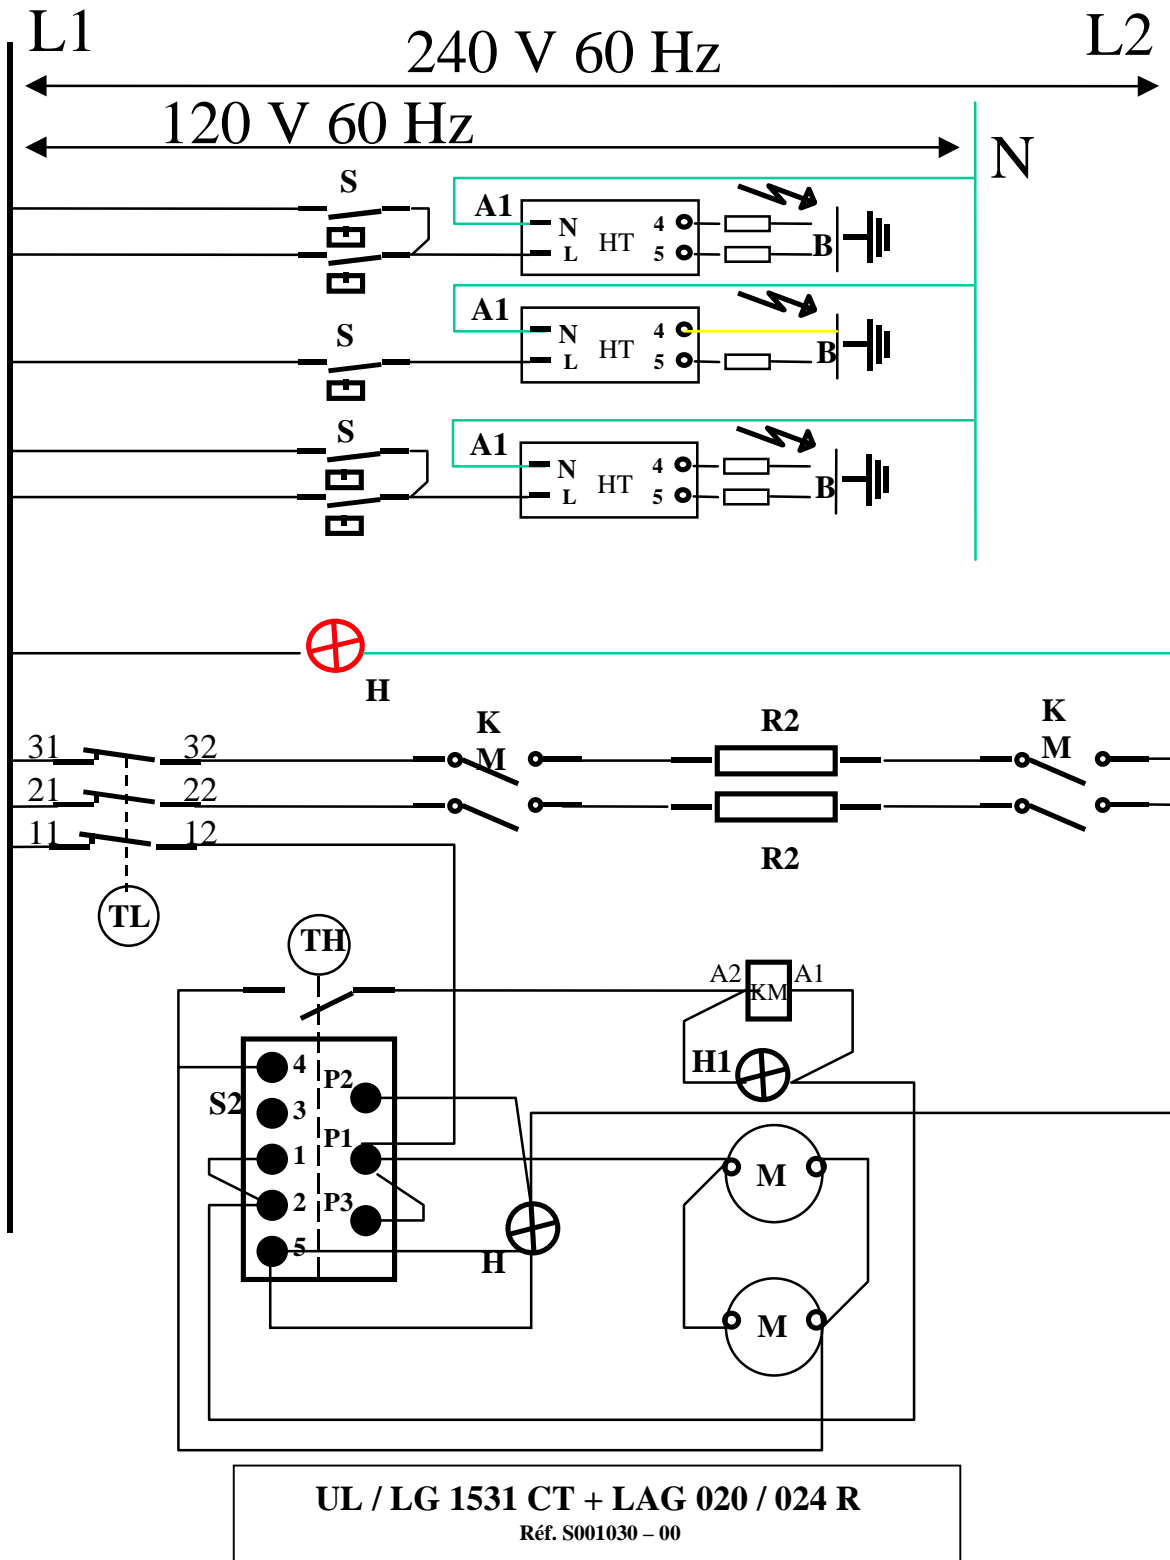 L1 240 V 60 Hz L2
120 V 60 Hz N
S
A1 N HT 4
L 5 B
A1 N HT 4
S L 5 B
S
A1 N HT 4
L 5 B
H
K R2 K
31 32 M M
21 22
11 12 R2
TL
TH
A2 KM A1
H1
4 P2
S2 3
1 P1 M
2 P3
5 H
M
UL / LG 1531 CT + LAG 020 / 024 R
Réf. S001030 – 00